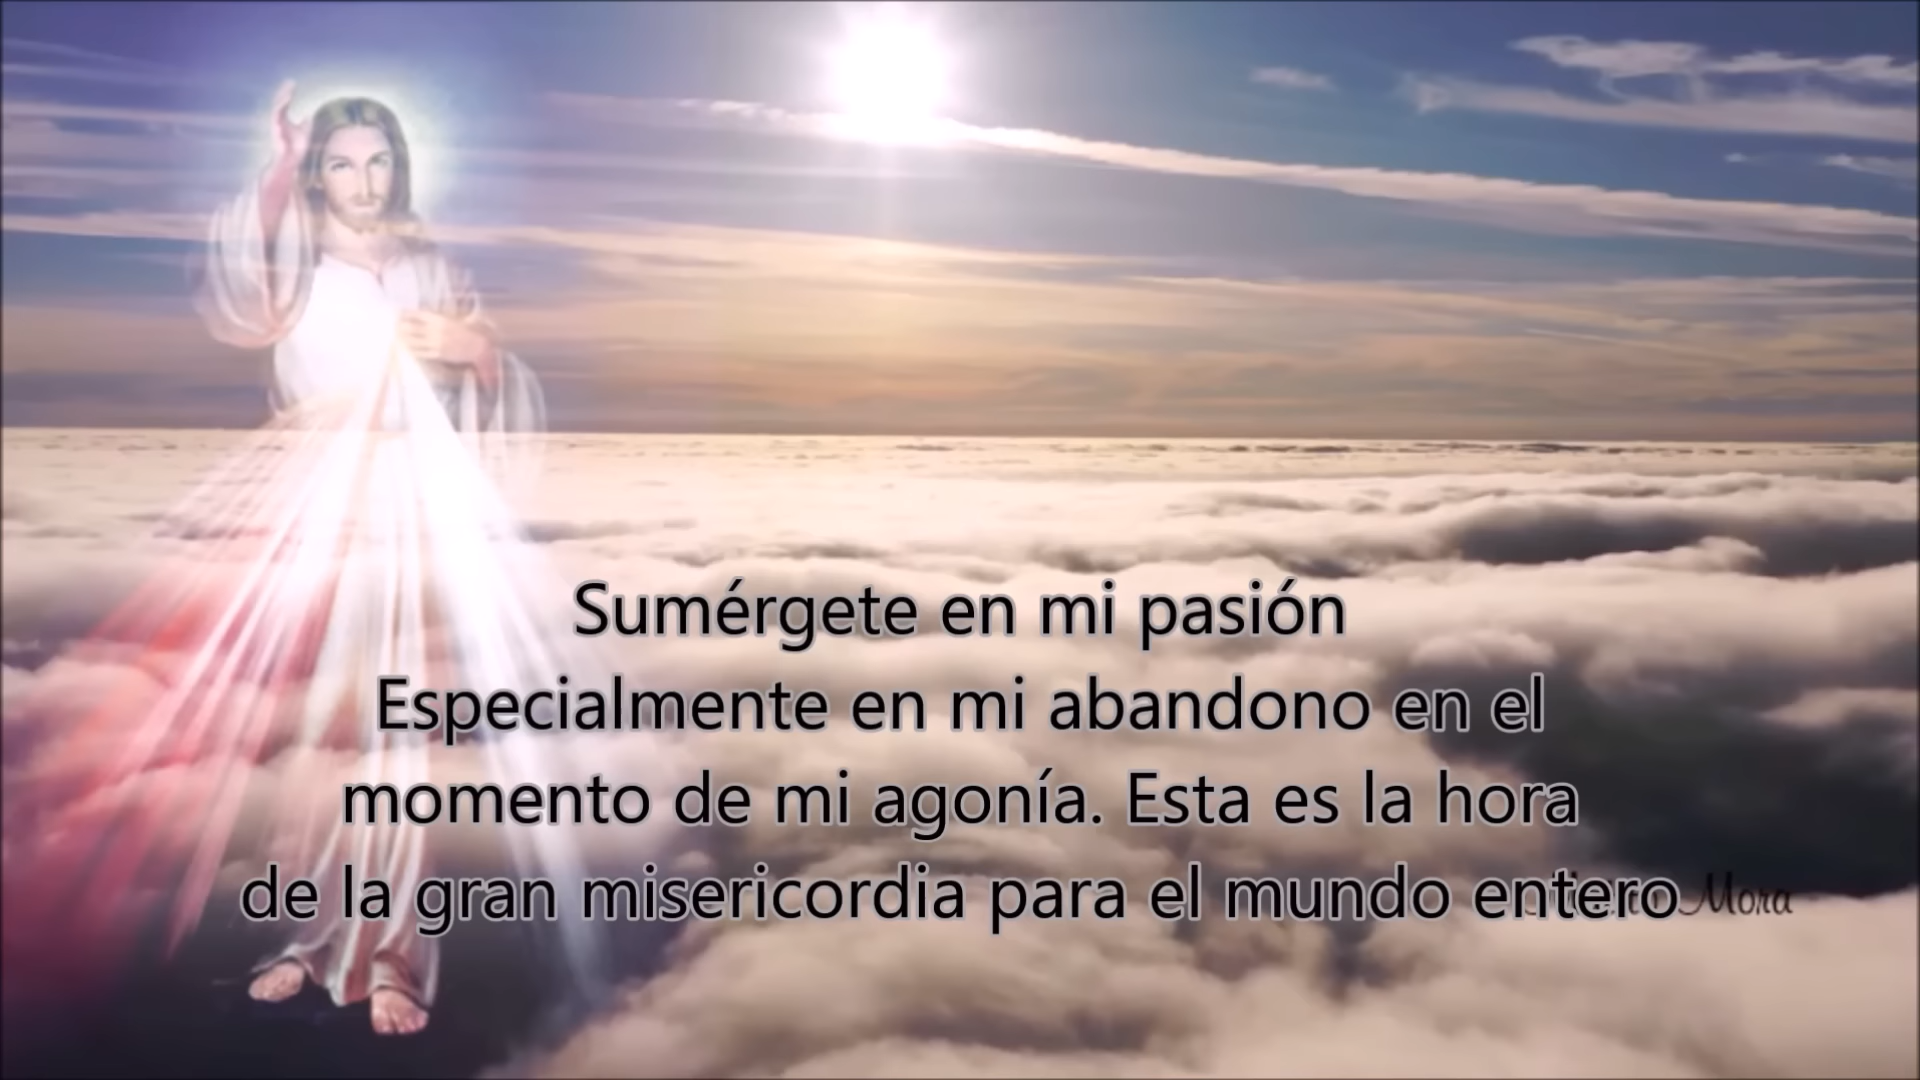 Sumérgete en mi pasión
Especialmente en mi abandono en el
momento de mi agonía. Esta es la hora
de la gran misericordia para el mundo entero
Mora